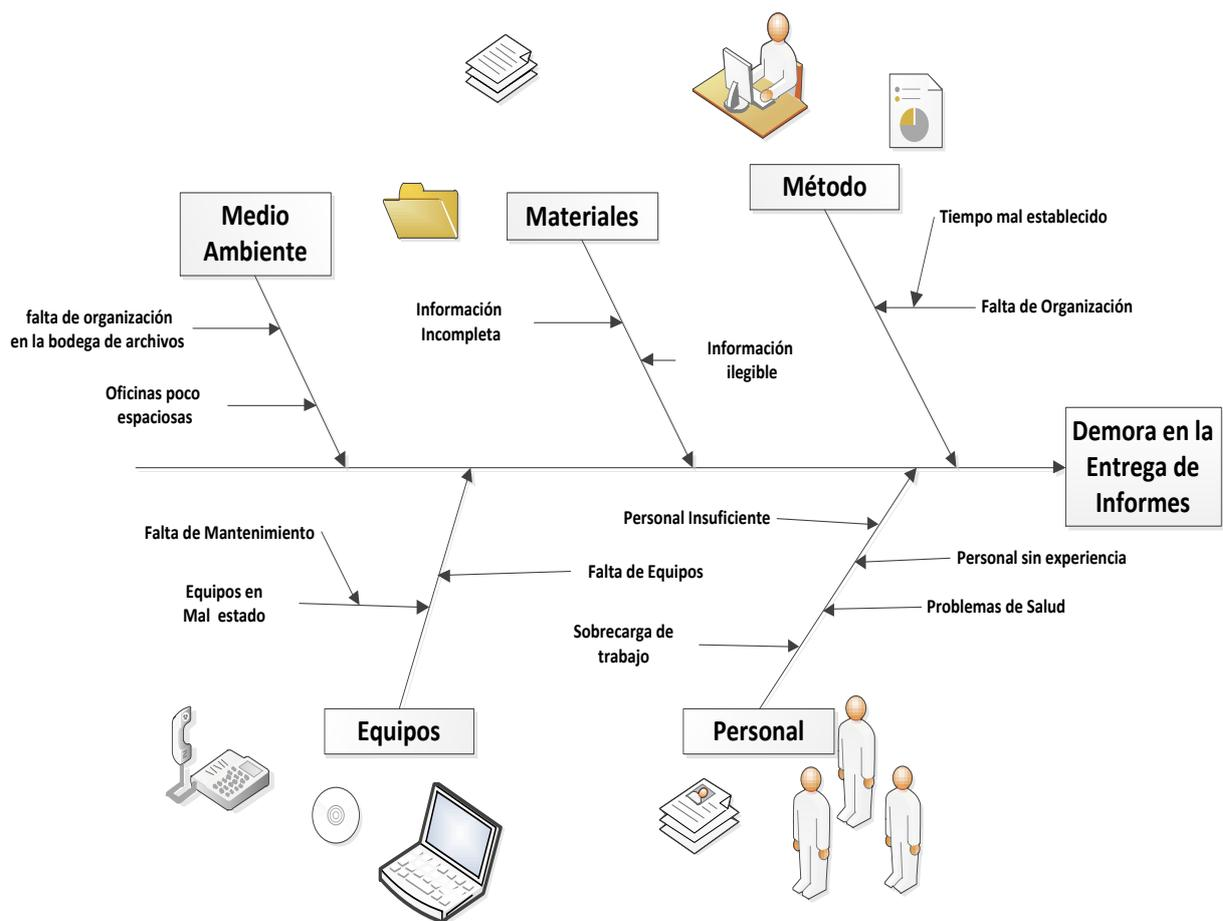 Método
Medio
Ambiente
Materiales
Tiempo mal establecido
Falta de Organización
falta de organización
en la bodega de archivos
Información
Incompleta
Información
ilegible
Oficinas poco
espaciosas
Demora en la
Entrega de
Informes
Personal Insuficiente
Falta de Mantenimiento
Personal sin experiencia
Falta de Equipos
Equipos en
Mal estado
Problemas de Salud
Sobrecarga de
trabajo
Equipos
Personal